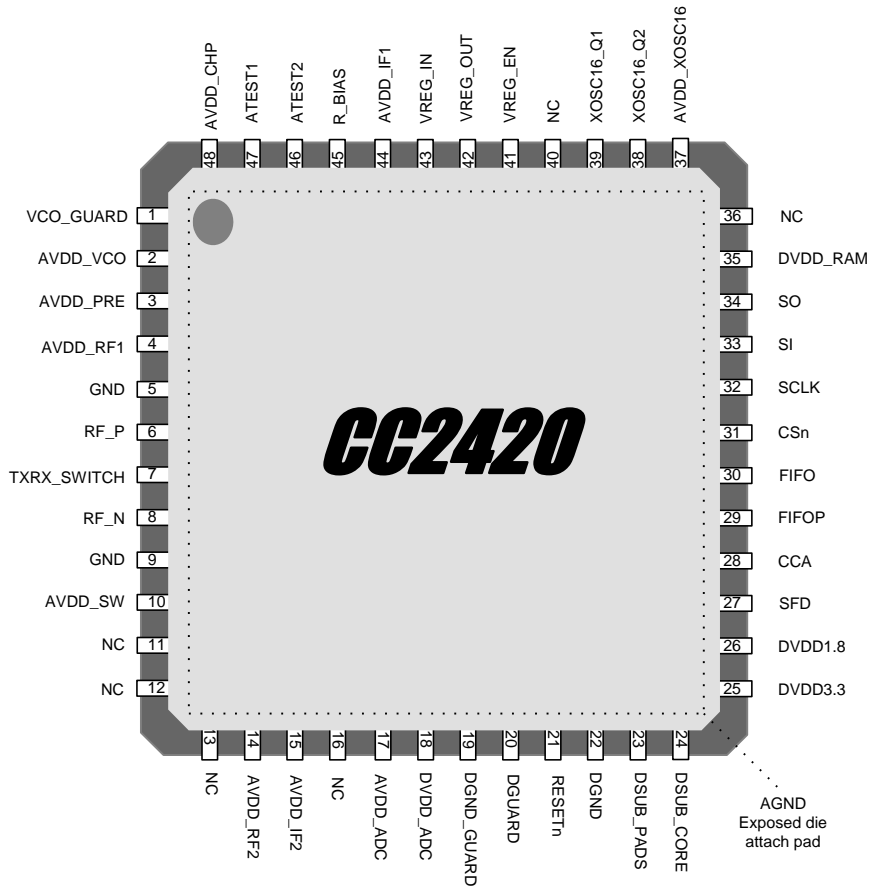 AVDD_CHP
ATEST1
ATEST2
R_BIAS
AVDD_IF1
VREG_IN
VREG_OUT
VREG_EN
NC
XOSC16_Q1
XOSC16_Q2
AVDD_XOSC16
48
47
46
45
44
43
42
41
40
39
38
37
VCO_GUARD 1
AVDD_VCO 2
AVDD_PRE 3
AVDD_RF1 4
GND 5
RF_P 6
TXRX_SWITCH 7
RF_N 8
GND 9
AVDD_SW 10
NC 11
NC 12
CC2420
36 NC
35 DVDD_RAM
34 SO
33 SI
32 SCLK
31 CSn
30 FIFO
29 FIFOP
28 CCA
27 SFD
26 DVDD1.8
25 DVDD3.3
13
14
15
16
17
18
19
20
21
22
23
24
NC
AVDD_RF2
AVDD_IF2
NC
AVDD_ADC
DVDD_ADC
DGND_GUARD
DGUARD
RESETn
DGND
DSUB_PADS
DSUB_CORE
AGND
Exposed die
attach pad